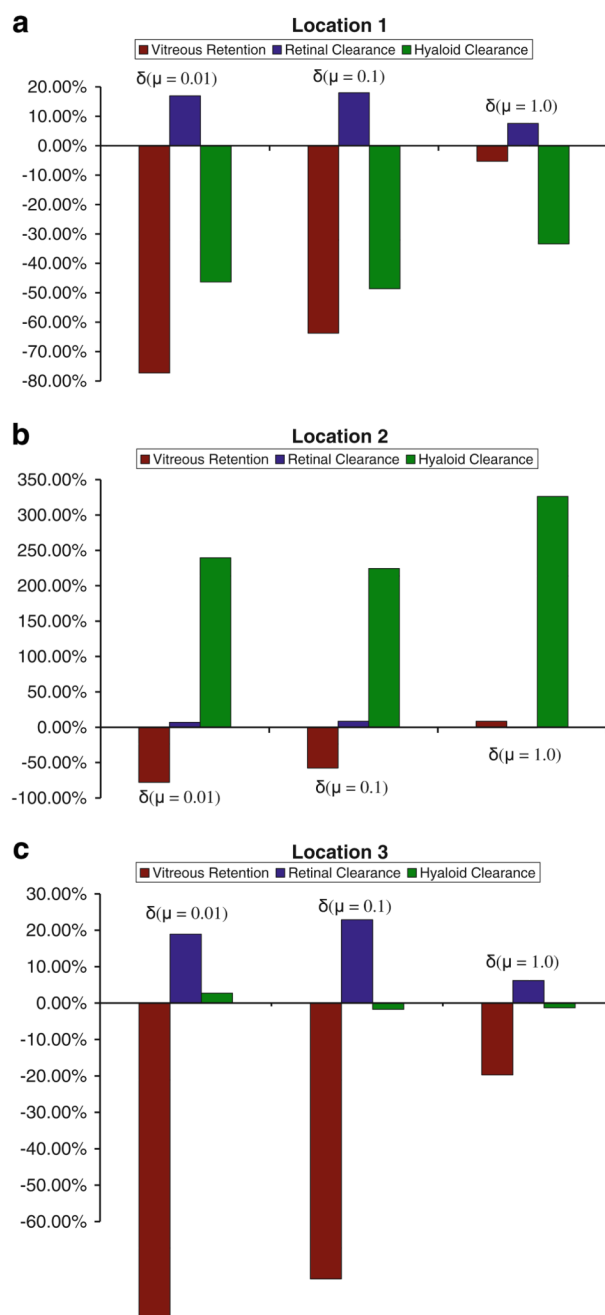 a
Location 1
Vitreous Retention Retinal Clearance Hyaloid Clearance
20.00%
10.00%
0.00%
-10.00%
-20.00%
-30.00%
-40.00%
-50.00%
-60.00%
-70.00%
-80.00%
δ(μ = 0.01)
δ(μ = 0.1)
δ(μ = 1.0)
b
Location 2
Vitreous Retention Retinal Clearance Hyaloid Clearance
350.00%
300.00%
250.00%
200.00%
150.00%
100.00%
50.00%
0.00%
-50.00%
-100.00%
δ(μ = 0.01)
δ(μ = 0.1)
δ(μ = 1.0)
c
Location 3
Vitreous Retention Retinal Clearance Hyaloid Clearance
30.00%
20.00%
10.00%
0.00%
-10.00%
-20.00%
-30.00%
-40.00%
-50.00%
-60.00%
δ(μ = 0.01)
δ(μ = 0.1)
δ(μ = 1.0)